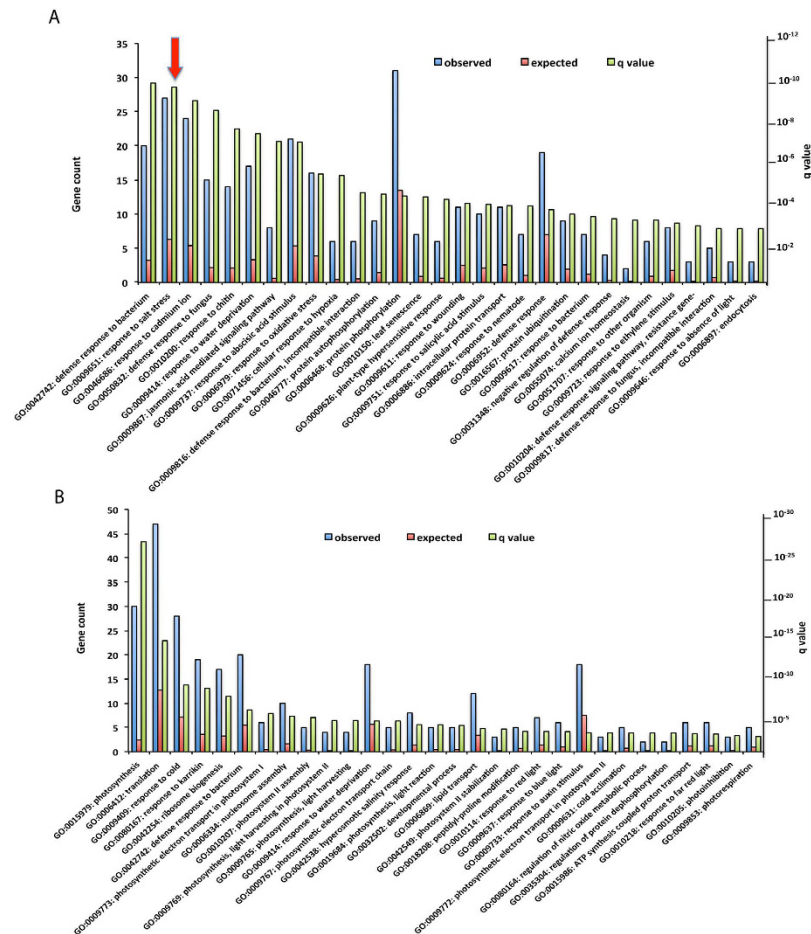 A
35
30
25
20
15
10
5
0
Gene count
observed
expected
q value
10-12
10-10
10-8
10-6
10-4
10-2
q value
GO:0042742: defense response to bacterium
GO:0009651: response to salt stress
GO:0046686: response to cadmium ion
GO:0050832: defense response to fungus
GO:0010200: response to chitin
GO:0009414: response to water deprivation
GO:0009867: jasmonic acid mediated signaling pathway
GO:0009737: response to abscisic acid stimulus
GO:0006979: response to oxidative stress
GO:0071456: cellular response to hypoxia
GO:0009816: defense response to bacterium, incompatible interaction
GO:0046777: protein autophosphorylation
GO:0006468: protein phosphorylation
GO:0010150: leaf senescence
GO:0009626: plant-type hypersensitive response
GO:0009611: response to wounding
GO:0009751: response to salicylic acid stimulus
GO:0006886: intracellular protein transport
GO:0009624: response to nematode
GO:0006952: defense response
GO:0016567: protein ubiquitination
GO:0009617: response to bacterium
GO:0031348: negative regulation of defense response
GO:0055074: calcium ion homeostasis
GO:0051707: response to other organism
GO:0009723: response to ethylene stimulus
GO:0010204: defense response signaling pathway, resistance gene-
GO:0009817: defense response to fungus, incompatible interaction
GO:0009646: response to absence of light
GO:0006897: endocytosis
B
50
45
40
35
30
25
20
15
10
5
0
Gene count
observed
expected
q value
10-30
10-25
10-20
10-15
10-10
10-5
q value
GO:0015979: photosynthesis
GO:0006412: translation
GO:0009409: response to cold
GO:0080167: response to karrikin
GO:0042254: ribosome biogenesis
GO:0042742: defense response to bacterium
GO:0009773: photosynthetic electron transport in photosystem I
GO:0006334: nucleosome assembly
GO:0010207: photosystem II assembly
GO:0009769: photosynthesis, light harvesting in photosystem II
GO:0009765: photosynthesis, light harvesting
GO:0009414: response to water deprivation
GO:0009767: photosynthetic electron transport chain
GO:0042538: hyperosmotic salinity response
GO:0019684: photosynthesis, light reaction
GO:0032502: developmental process
GO:0006869: lipid transport
GO:0042549: photosystem II stabilization
GO:0018208: peptidyl-proline modification
GO:0010114: response to red light
GO:0009637: response to blue light
GO:0009733: response to auxin stimulus
GO:0009772: photosynthetic electron transport in photosystem II
GO:0009631: cold acclimation
GO:0080164: regulation of nitric oxide metabolic process
GO:0035304: regulation of protein dephosphorylation
GO:0015986: ATP synthesis coupled proton transport
GO:0010218: response to far red light
GO:0010205: photoinhibition
GO:0009853: photorespiration